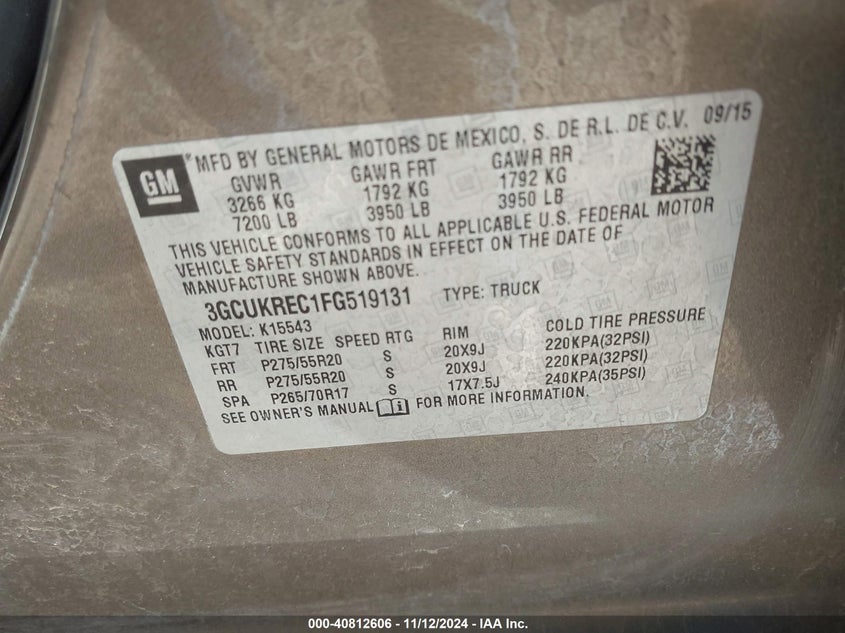 MFD BY GENERAL MOTORS DE MEXICO, S. DE R.L. DE C.V. 09/15
GM
GVWR GAWR FRT GAWR RR
3266 KG 1792 KG 1792 KG
7200 LB 3950 LB 3950 LB
THIS VEHICLE CONFORMS TO ALL APPLICABLE U.S. FEDERAL MOTOR
VEHICLE SAFETY STANDARDS IN EFFECT ON THE DATE OF
MANUFACTURE SHOWN ABOVE.
3GCUKREC1FG519131 TYPE: TRUCK
MODEL: K15543
KGT7 TIRE SIZE SPEED RTG RIM COLD TIRE PRESSURE
FRT P275/55R20 S 20X9J 220KPA(32PSI)
RR P275/55R20 S 20X9J 220KPA(32PSI)
SPA P265/70R17 S 17X7.5J 240KPA(35PSI)
SEE OWNER'S MANUAL FOR MORE INFORMATION.
000-40812606 - 11/12/2024 - IAA Inc.